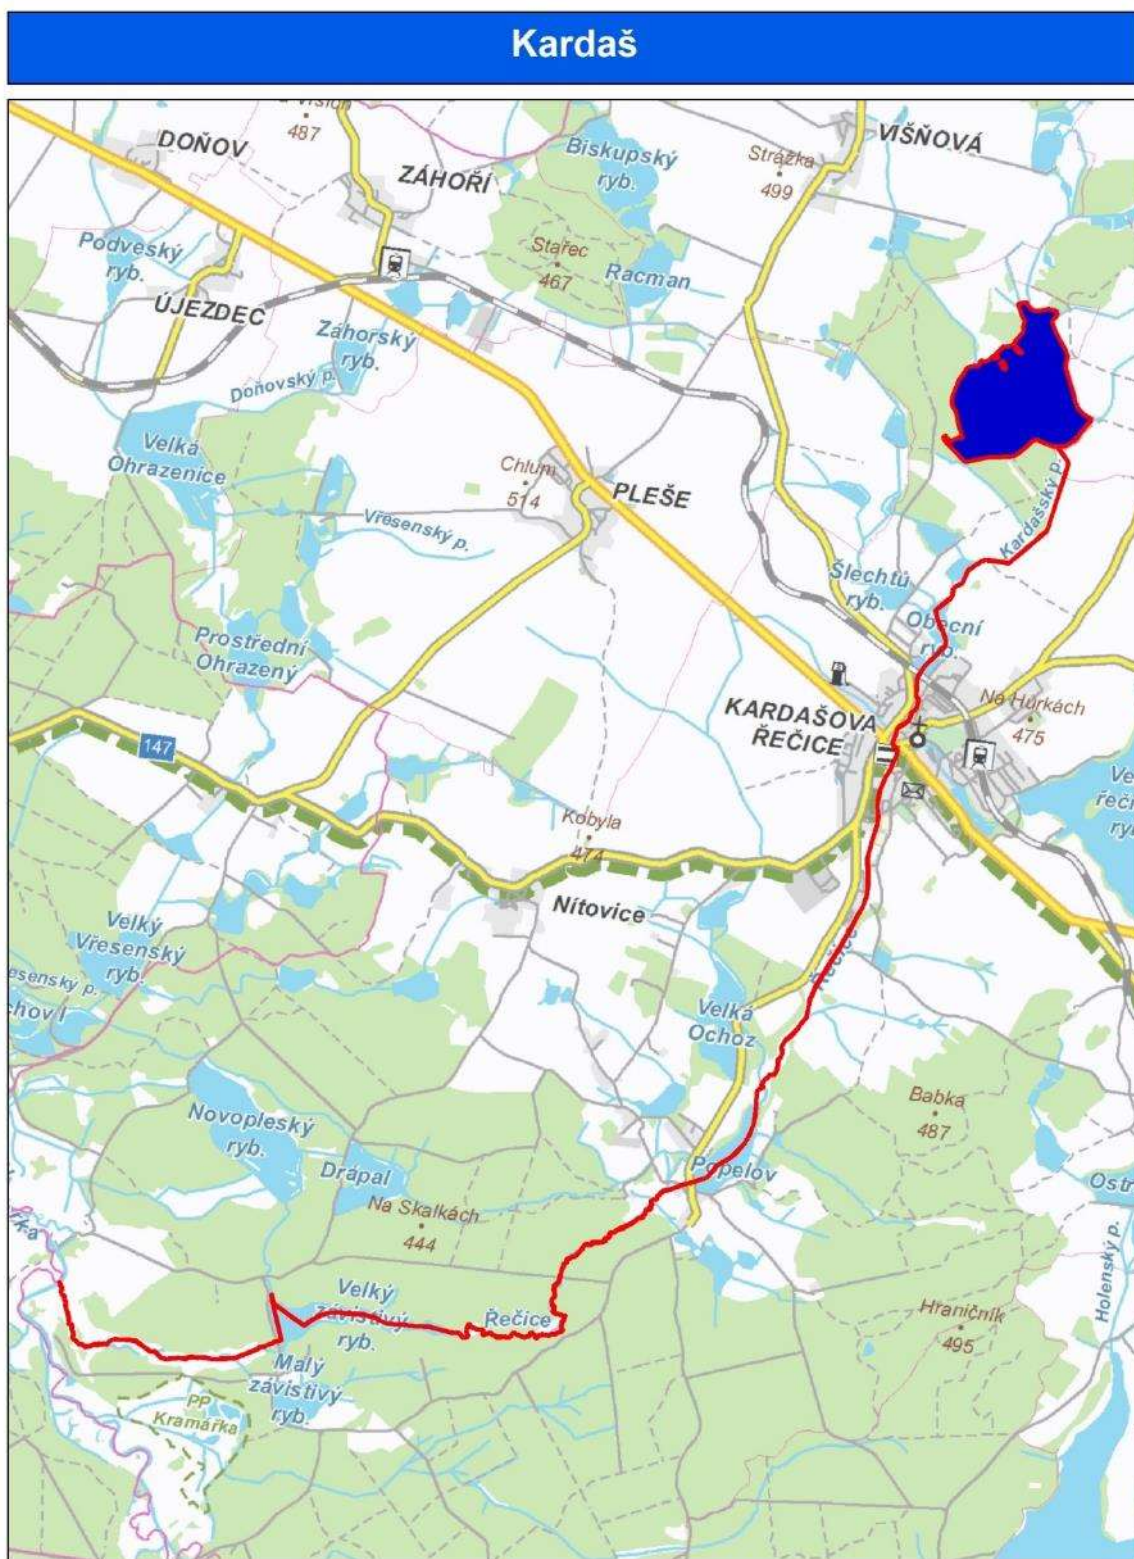 Kardaš
487
DOŇOV
ZÁHOŘÍ
Biskupský
ryb.
Strážka
499
VIŠŇOVÁ
Podveský
ryb.
Stařec
467
Racman
ÚJEZDEC
Záhorský
ryb.
Doňovský p.
Velká
Ohrazenice
Chlum
514
PLEŠE
Vřesenský p.
Kardašský p.
Šlechtů
ryb.
Obecní
ryb.
Prostřední
Ohrazený
KARDAŠOVA
ŘEČICE
Na Hůrkách
475
147
Kobyla
474
Nítovice
Velký
Vřesenský
ryb.
Řečice
Velká
Ochoz
Novopleský
ryb.
Drápal
Babka
487
Popelov
Na Skalkách
444
Velký
závistivý
ryb.
Řečice
Hraničník
495
Holenský p.
Malý
závistivý
ryb.
PP
Kramářka